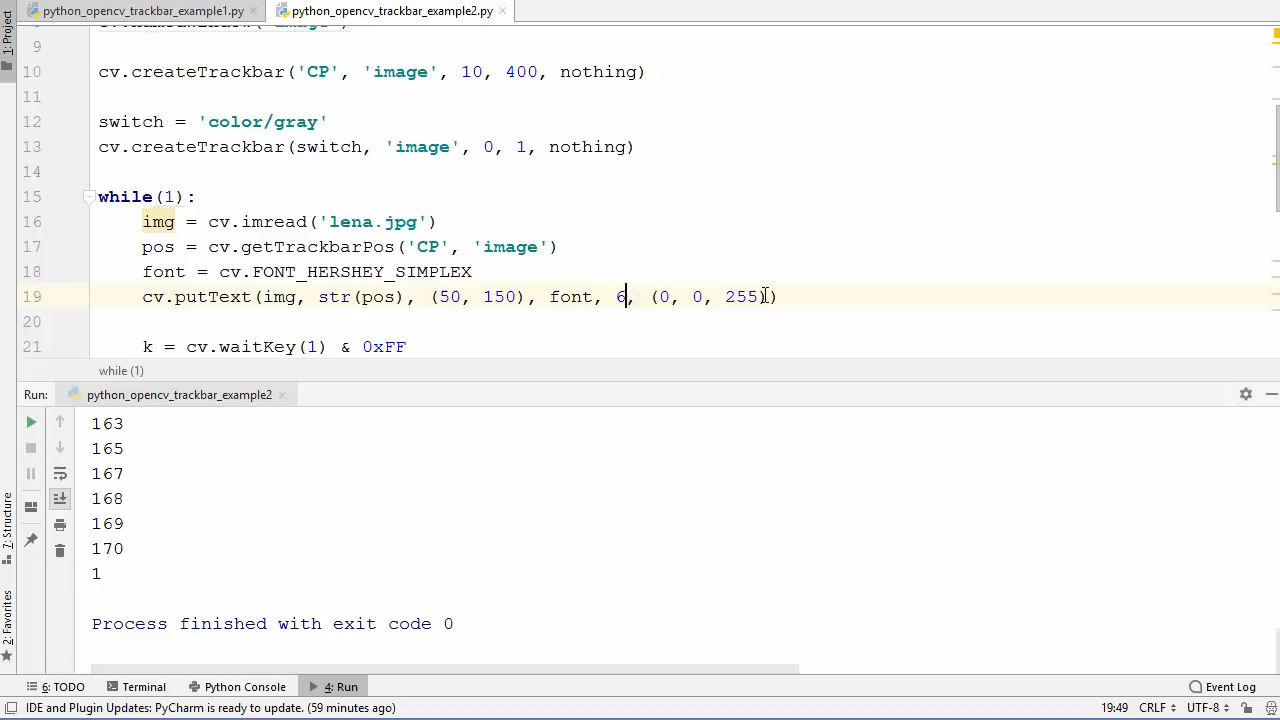 python_opencv_trackbar_example1.py
python_opencv_trackbar_example2.py
1: Project
9
10 cv.createTrackbar('CP', 'image', 10, 400, nothing)
11
12 switch = 'color/gray'
13 cv.createTrackbar(switch, 'image', 0, 1, nothing)
14
15 while(1):
16 img = cv.imread('lena.jpg')
17 pos = cv.getTrackbarPos('CP', 'image')
18 font = cv.FONT_HERSHEY_SIMPLEX
19 cv.putText(img, str(pos), (50, 150), font, 6, (0, 0, 255))
20
21 k = cv.waitKey(1) & 0xFF
while (1)
Run: python_opencv_trackbar_example2
163
165
167
168
169
170
1
Process finished with exit code 0
7: Structure
2: Favorites
6: TODO Terminal Python Console 4: Run Event Log
IDE and Plugin Updates: PyCharm is ready to update. (59 minutes ago) 19:49 CRLF UTF-8